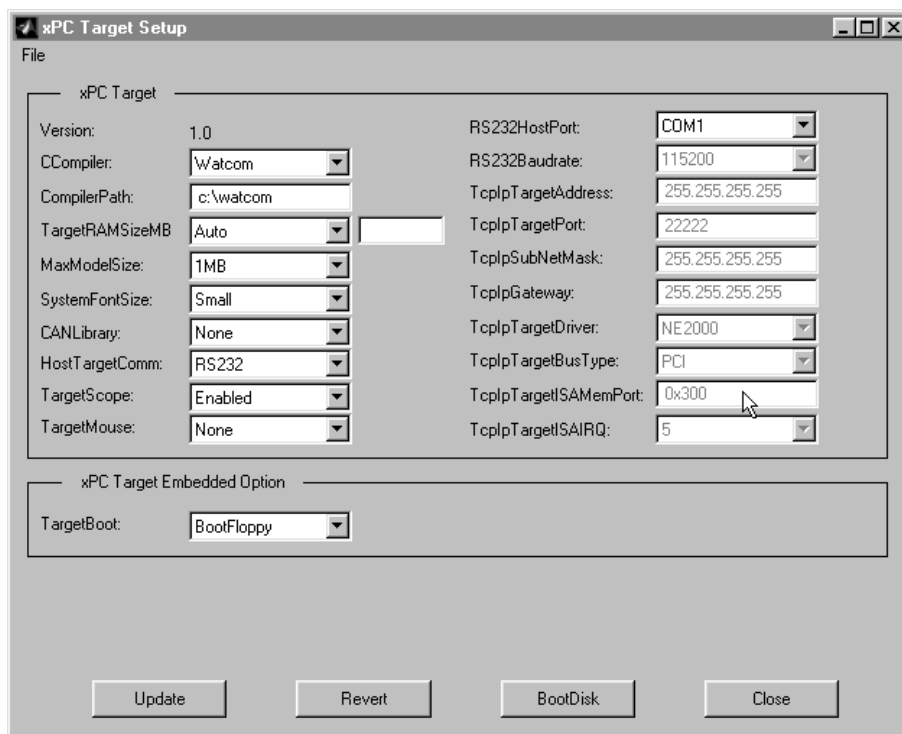 xPC Target Setup
File
xPC Target
Version: 1.0
CCompiler: Watcom
CompilerPath: c:\watcom
TargetRAMSizeMB Auto
MaxModelSize: 1MB
SystemFontSize: Small
CANLibrary: None
HostTargetComm: RS232
TargetScope: Enabled
TargetMouse: None
RS232HostPort: COM1
RS232Baudrate: 115200
TcpIpTargetAddress: 255.255.255.255
TcpIpTargetPort: 22222
TcpIpSubNetMask: 255.255.255.255
TcpIpGateway: 255.255.255.255
TcpIpTargetDriver: NE2000
TcpIpTargetBusType: PCI
TcpIpTargetISAMemPort: 0x300
TcpIpTargetISAIRQ: 5
xPC Target Embedded Option
TargetBoot: BootFloppy
Update Revert BootDisk Close